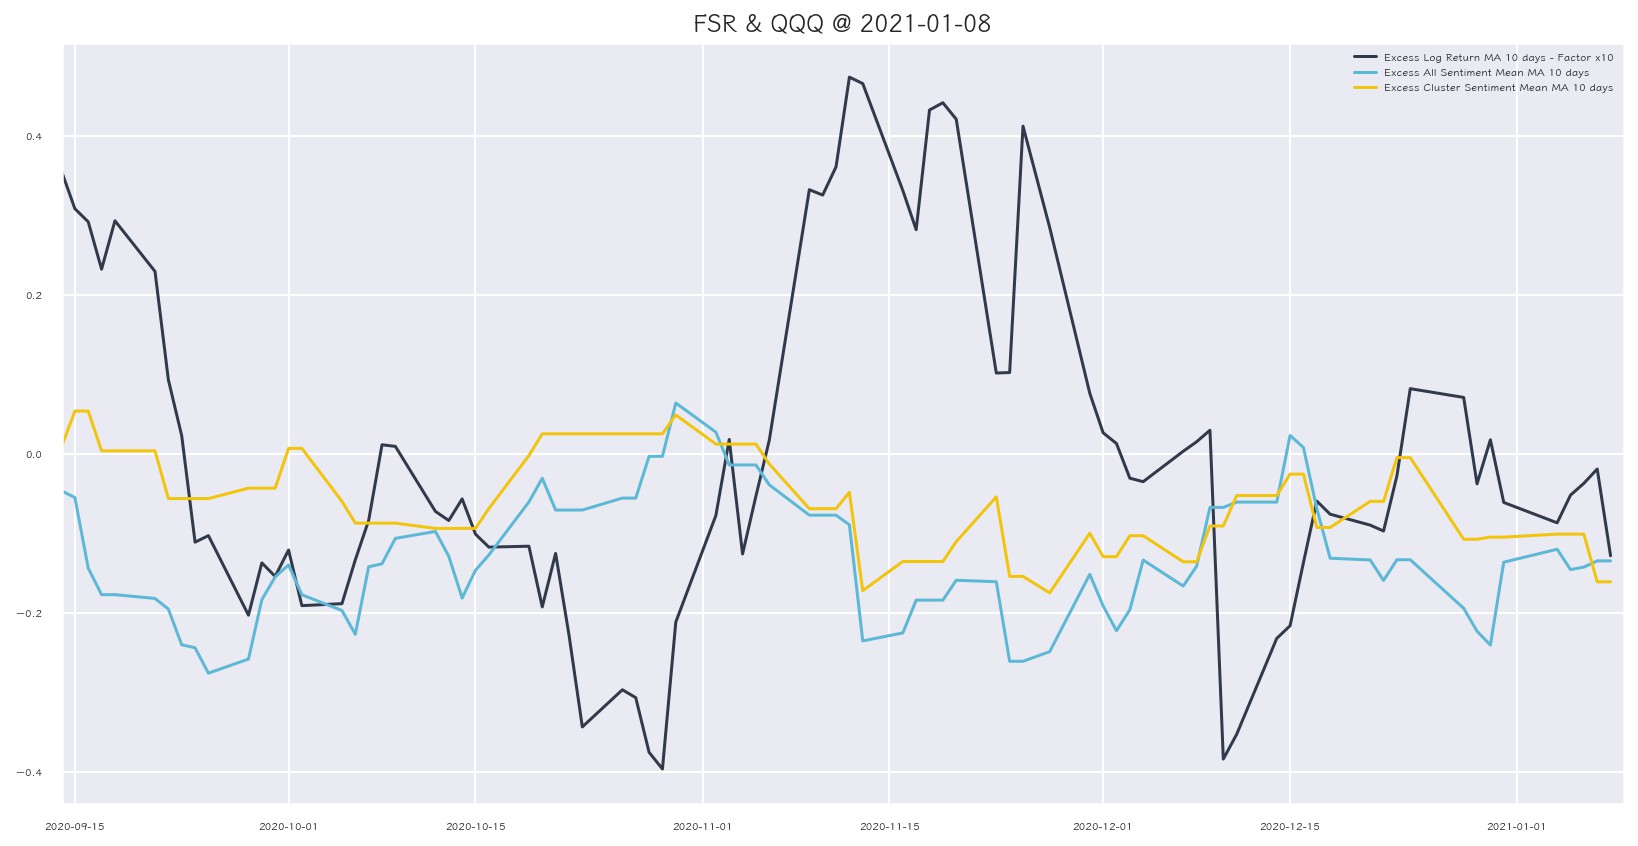 FSR & QQQ @ 2021-01-08
Excess Log Return MA 10 days - Factor x10
Excess All Sentiment Mean MA 10 days
Excess Cluster Sentiment Mean MA 10 days
0.4
0.2
0.0
−0.2
−0.4
2020-09-15 2020-10-01 2020-10-15 2020-11-01 2020-11-15 2020-12-01 2020-12-15 2021-01-01